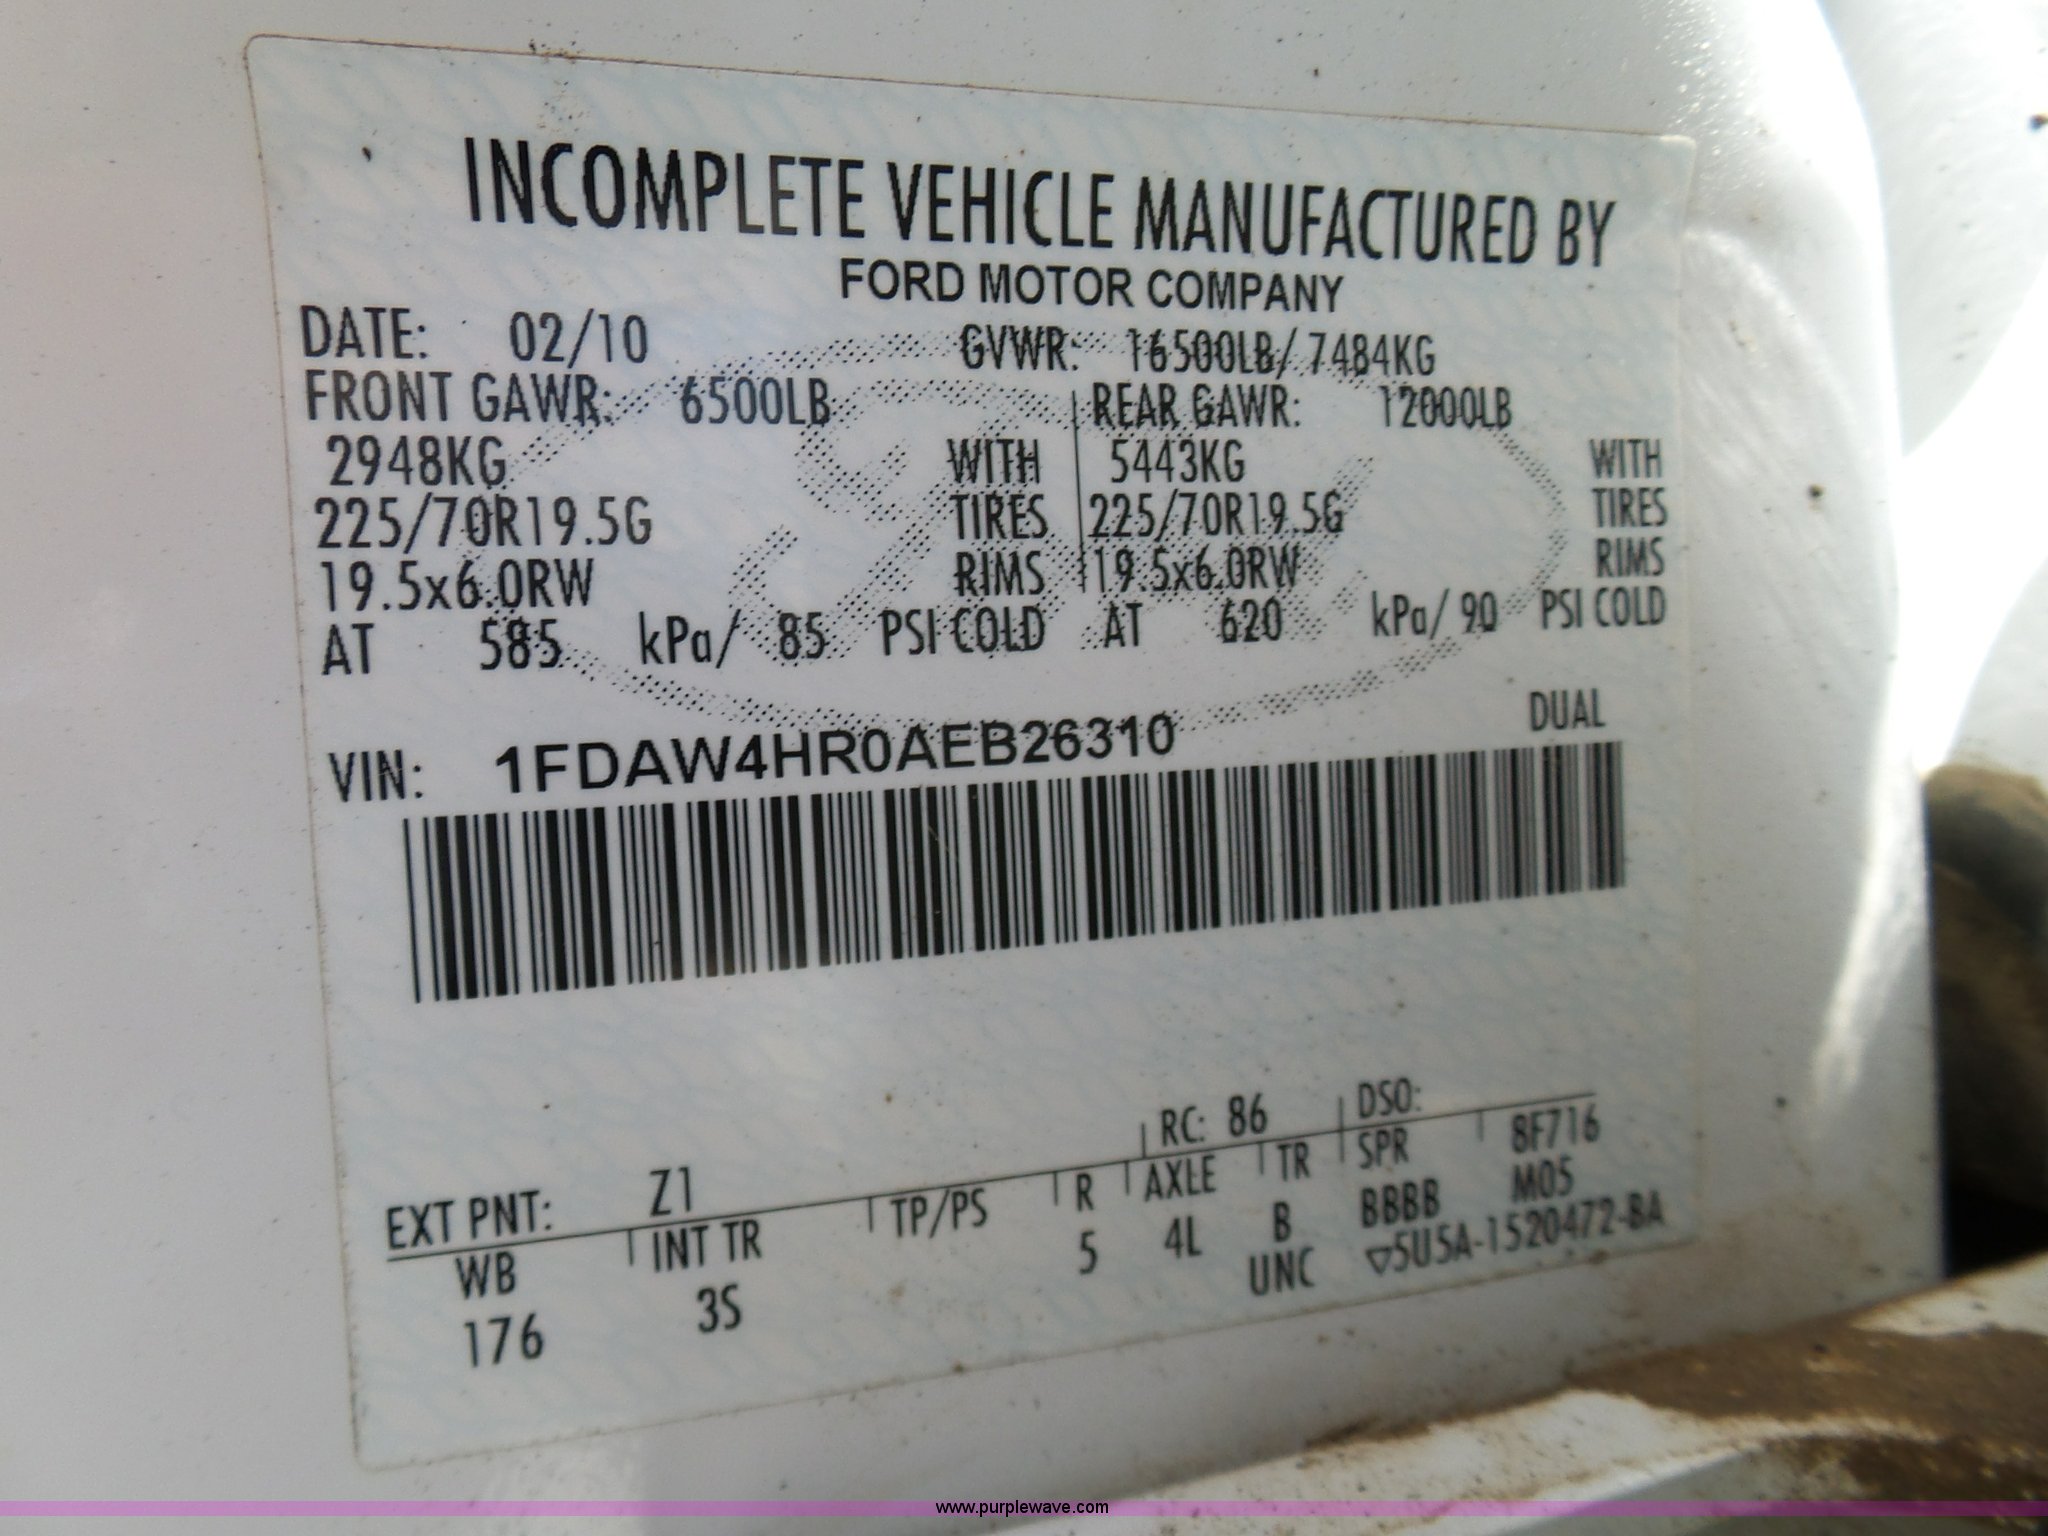 INCOMPLETE VEHICLE MANUFACTURED BY
FORD MOTOR COMPANY
DATE: 02/10 GVWR: 16500LB/ 7484KG
FRONT GAWR: 6500LB REAR GAWR: 12000LB
2948KG WITH 5443KG WITH
225/70R19.5G TIRES 225/70R19.5G TIRES
19.5x6.0RW RIMS 19.5x6.0RW RIMS
AT 585 kPa/ 85 PSI COLD AT 620 kPa/ 90 PSI COLD
VIN: 1FDAW4HR0AEB26310 DUAL
EXT PNT: Z1 RC: 86 DSO:
WB INT TR TP/PS R AXLE TR SPR 8F716
176 3S 5 4L B BBBB M05
UNC ▽5U5A-1520472-BA
www.purplewave.com